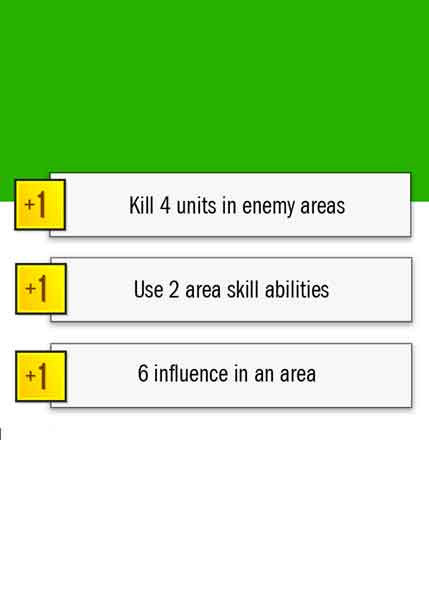 +1 Kill 4 units in enemy areas
+1 Use 2 area skill abilities
+1 6 influence in an area